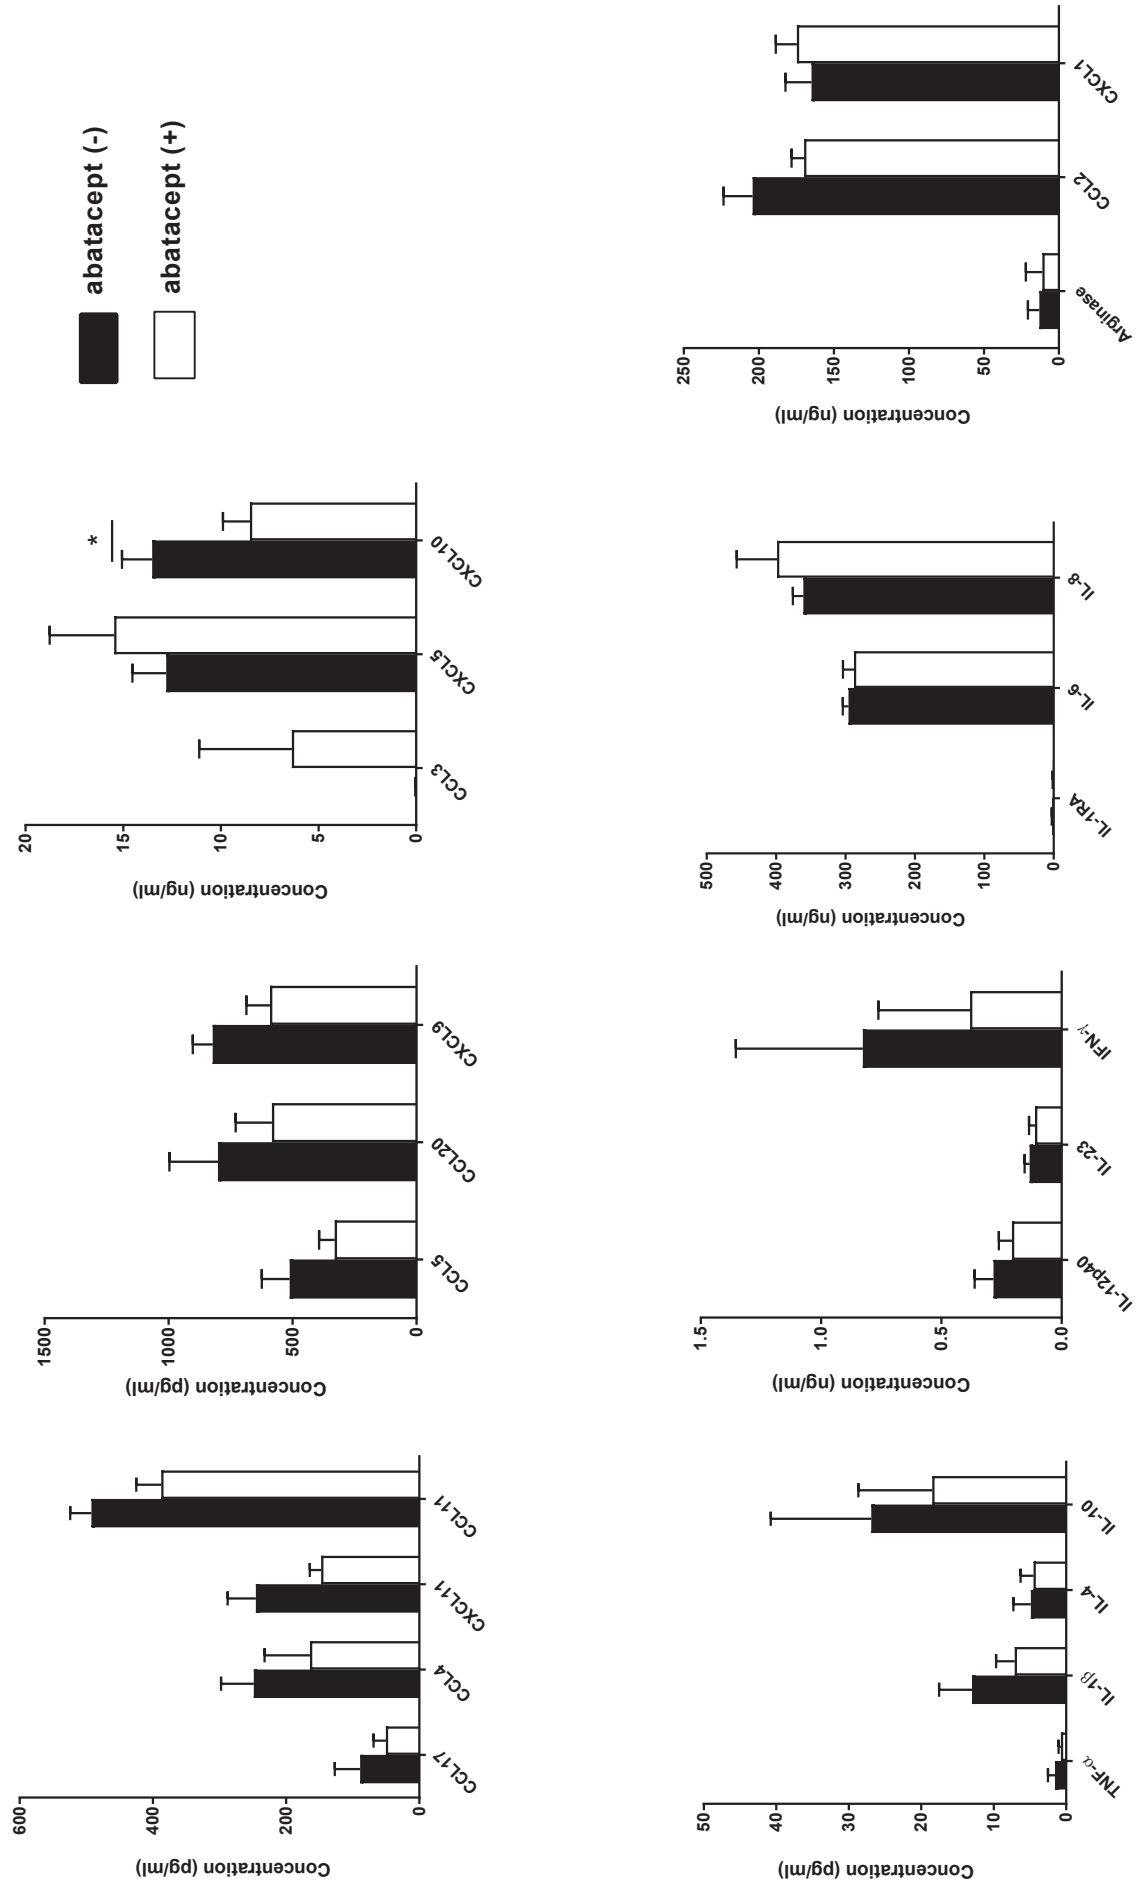 600
400
200
0
Concentration (pg/ml)
CCL17
CCL4
CXCL11
CCL11
1500
1000
500
0
Concentration (pg/ml)
CCL5
CCL20
CXCL9
20
15
10
5
0
Concentration (ng/ml)
CCL3
CXCL5
CXCL10
*
abatacept (-)
abatacept (+)
50
40
30
20
10
0
Concentration (pg/ml)
TNF-α
IL-1β
IL-4
IL-10
1.5
1.0
0.5
0.0
Concentration (ng/ml)
IL-12p40
IL-23
IFN-γ
500
400
300
200
100
0
Concentration (ng/ml)
IL-1RA
IL-6
IL-8
250
200
150
100
50
0
Concentration (ng/ml)
Arginase
CCL2
CXCL1